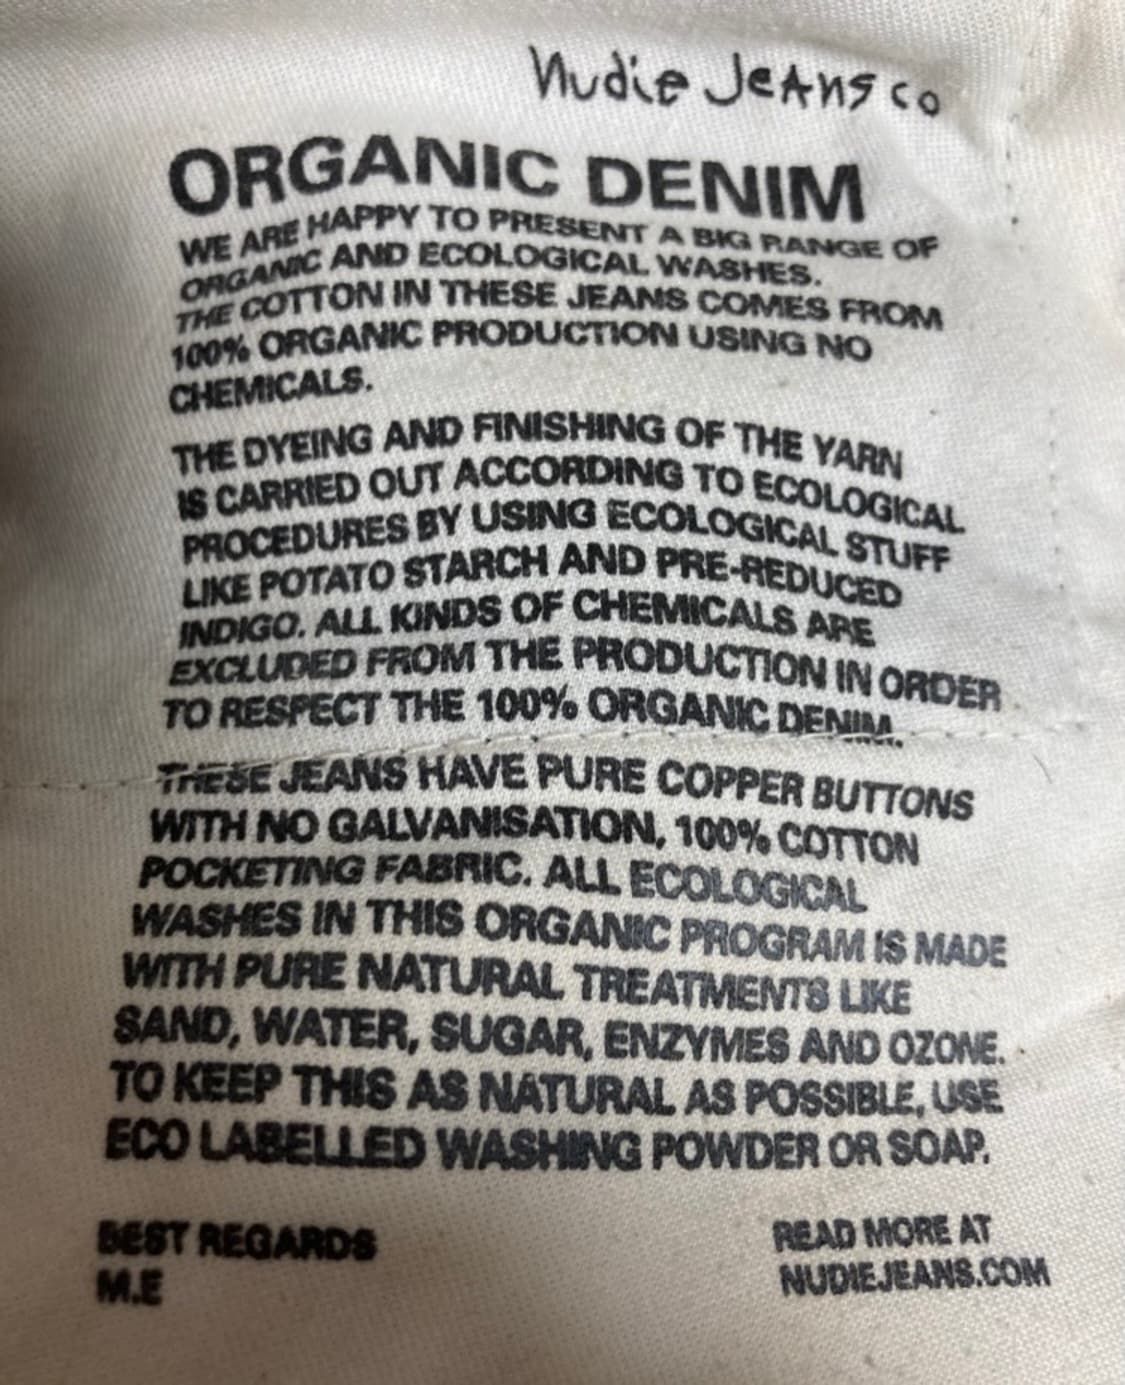 Nudie Jeans co
ORGANIC DENIM
WE ARE HAPPY TO PRESENT A BIG RANGE OF
ORGANIC AND ECOLOGICAL WASHES.
THE COTTON IN THESE JEANS COMES FROM
100% ORGANIC PRODUCTION USING NO
CHEMICALS.
THE DYEING AND FINISHING OF THE YARN
IS CARRIED OUT ACCORDING TO ECOLOGICAL
PROCEDURES BY USING ECOLOGICAL STUFF
LIKE POTATO STARCH AND PRE-REDUCED
INDIGO. ALL KINDS OF CHEMICALS ARE
EXCLUDED FROM THE PRODUCTION IN ORDER
TO RESPECT THE 100% ORGANIC DENIM.
THESE JEANS HAVE PURE COPPER BUTTONS
WITH NO GALVANISATION, 100% COTTON
POCKETING FABRIC. ALL ECOLOGICAL
WASHES IN THIS ORGANIC PROGRAM IS MADE
WITH PURE NATURAL TREATMENTS LIKE
SAND, WATER, SUGAR, ENZYMES AND OZONE.
TO KEEP THIS AS NATURAL AS POSSIBLE, USE
ECO LABELLED WASHING POWDER OR SOAP.
BEST REGARDS
M.E
READ MORE AT
NUDIEJEANS.COM